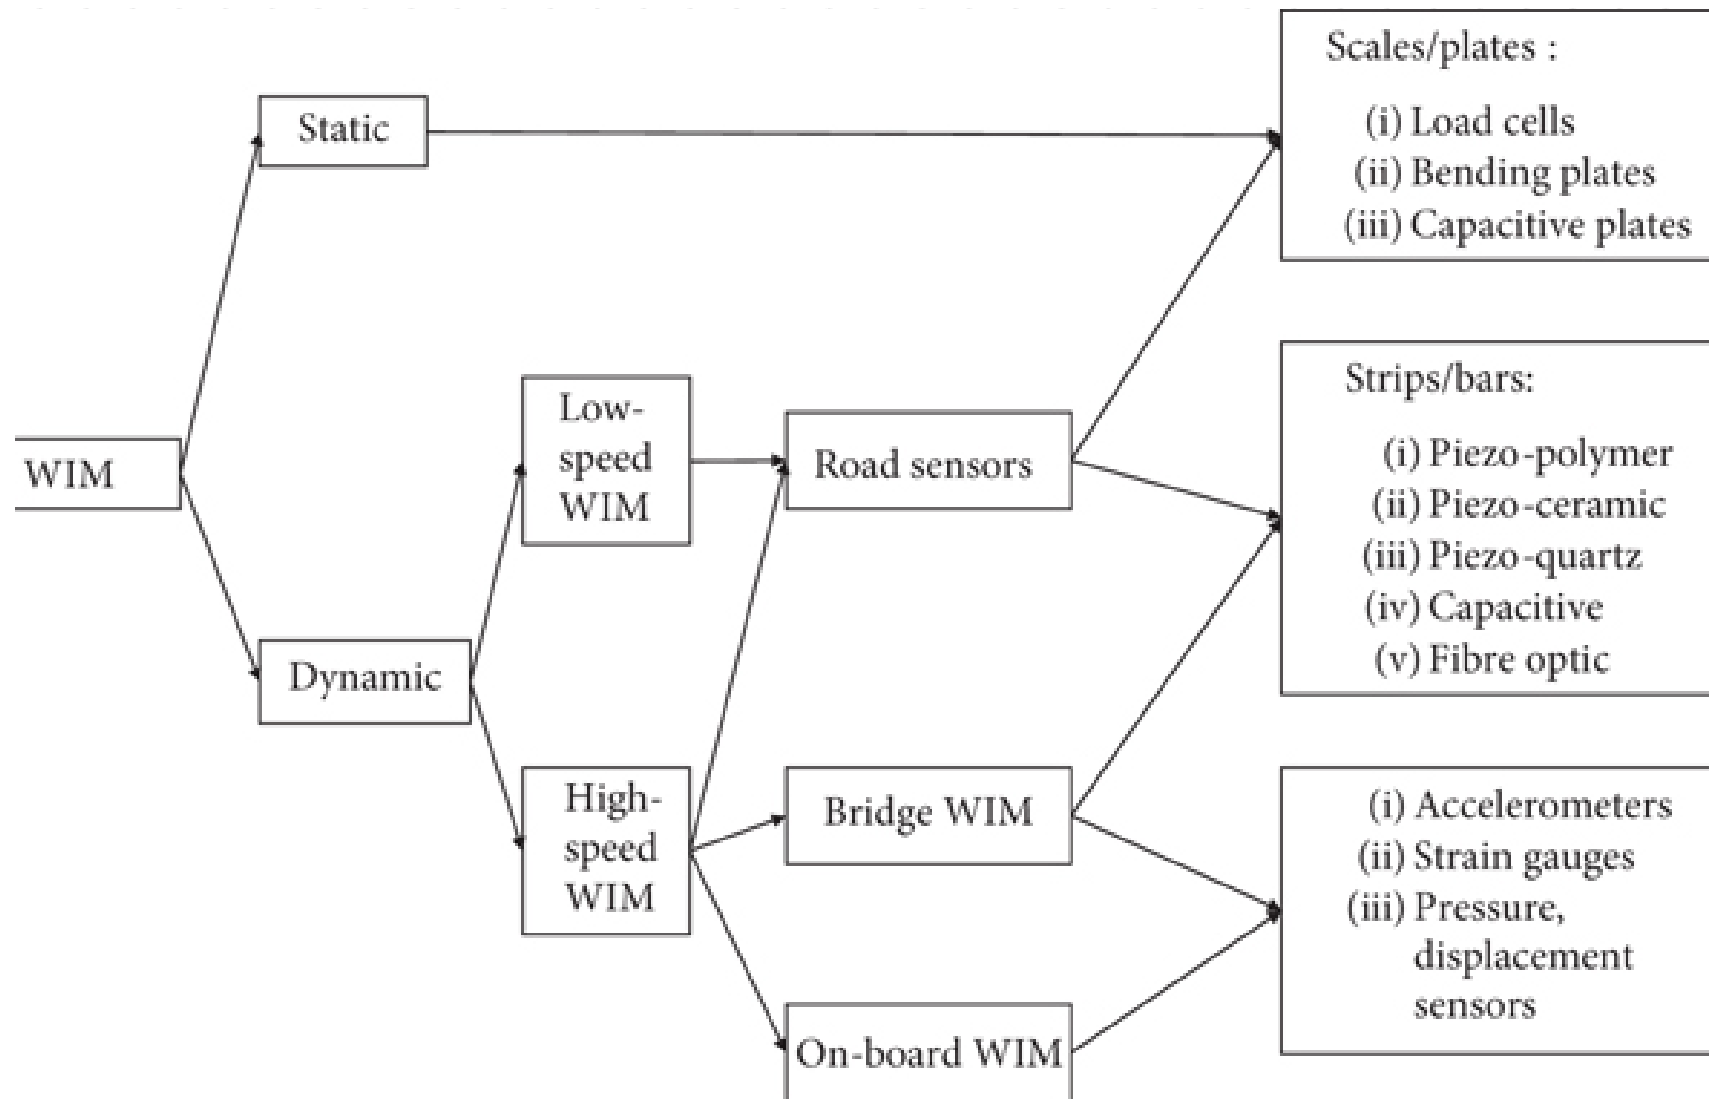 WIM
Static
Dynamic
Low-
speed
WIM
High-
speed
WIM
Road sensors
Bridge WIM
On-board WIM
Scales/plates :
(i) Load cells
(ii) Bending plates
(iii) Capacitive plates
Strips/bars:
(i) Piezo-polymer
(ii) Piezo-ceramic
(iii) Piezo-quartz
(iv) Capacitive
(v) Fibre optic
(i) Accelerometers
(ii) Strain gauges
(iii) Pressure,
displacement
sensors